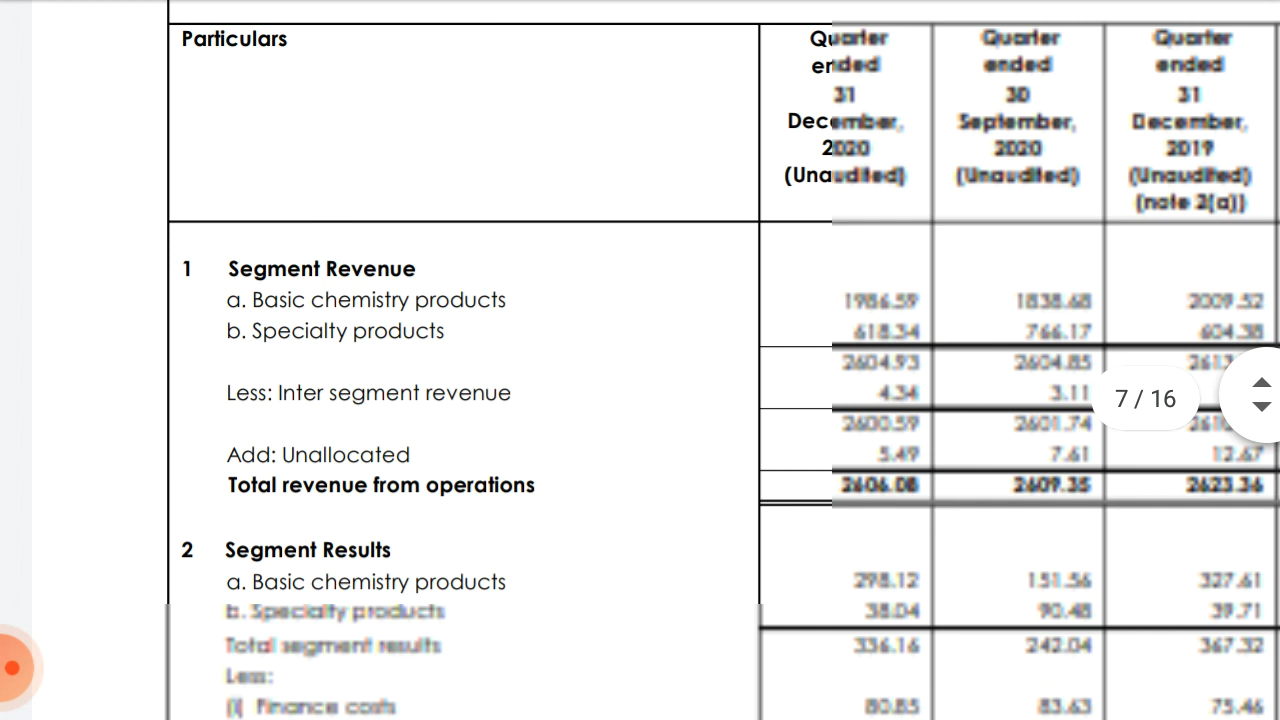 Particulars Quarter Quarter Quarter
ended ended ended
31 30 31
December, September, December,
2020 2020 2019
(Unaudited) (Unaudited) (Unaudited)
(note 2(a))
1 Segment Revenue
a. Basic chemistry products 1986.59 1838.68 2009.52
b. Specialty products 618.34 766.17 604.38
2604.93 2604.85
Less: Inter segment revenue 4.34 3.11
7 / 16
2600.59 2601.74
Add: Unallocated 5.49 7.61 12.67
Total revenue from operations 2606.08 2609.35 2623.36
2 Segment Results
a. Basic chemistry products 298.12 151.56 327.61
b. Specialty products 38.04 90.48 39.71
Total segment results 336.16 242.04 367.32
Less:
(i) Finance costs 80.85 83.63 75.46